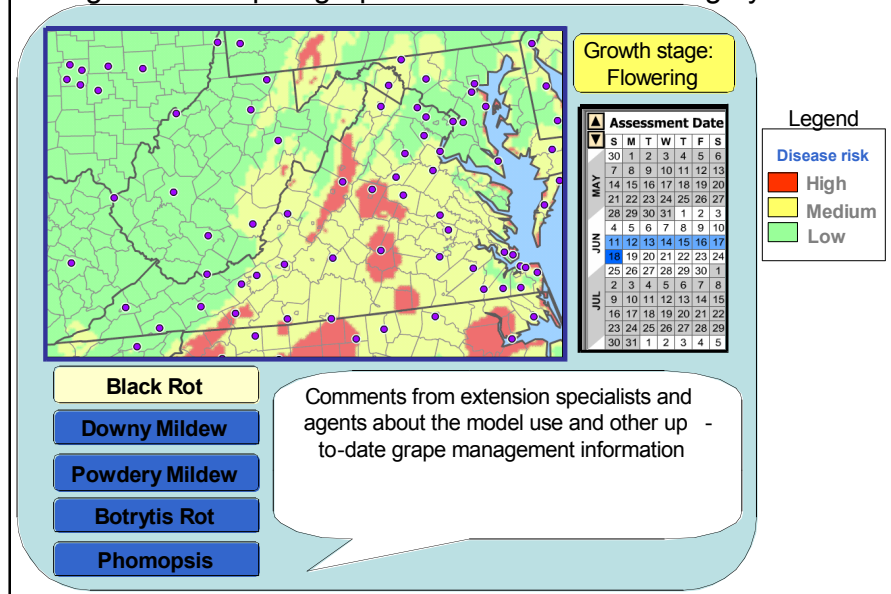 Growth stage:
Flowering
Assessment Date
S M T W T F S
30 1 2 3 4 5 6
7 8 9 10 11 12 13
MAY
14 15 16 17 18 19 20
21 22 23 24 25 26 27
28 29 30 31 1 2 3
4 5 6 7 8 9 10
JUN
11 12 13 14 15 16 17
18 19 20 21 22 23 24
25 26 27 28 29 30 1
2 3 4 5 6 7 8
JUL
9 10 11 12 13 14 15
16 17 18 19 20 21 22
23 24 25 26 27 28 29
30 31 1 2 3 4 5
Legend
Disease risk
High
Medium
Low
Black Rot
Downy Mildew
Powdery Mildew
Botrytis Rot
Phomopsis
Comments from extension specialists and
agents about the model use and other up -
to-date grape management information